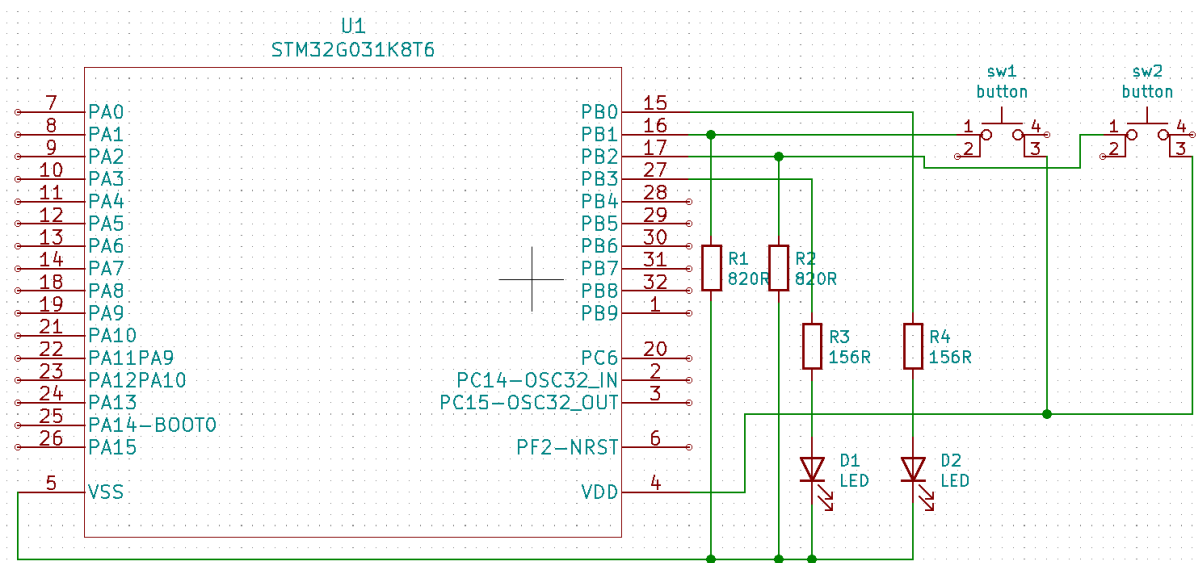 U1
STM32G031K8T6
sw1
button
sw2
button
7 PA0 PB0 15
8 PA1 PB1 16
9 PA2 PB2 17
10 PA3 PB3 27
11 PA4 PB4 28
12 PA5 PB5 29
13 PA6 PB6 30
14 PA7 PB7 31
18 PA8 PB8 32
19 PA9 PB9 1
21 PA10
22 PA11PA9 PC6 20
23 PA12PA10 PC14-OSC32_IN 2
24 PA13 PC15-OSC32_OUT 3
25 PA14-BOOT0
26 PA15 PF2-NRST 6
5 VSS VDD 4
1 4
2 3
1 4
2 3
R1
820R
R2
820R
R3
156R
R4
156R
D1
LED
D2
LED